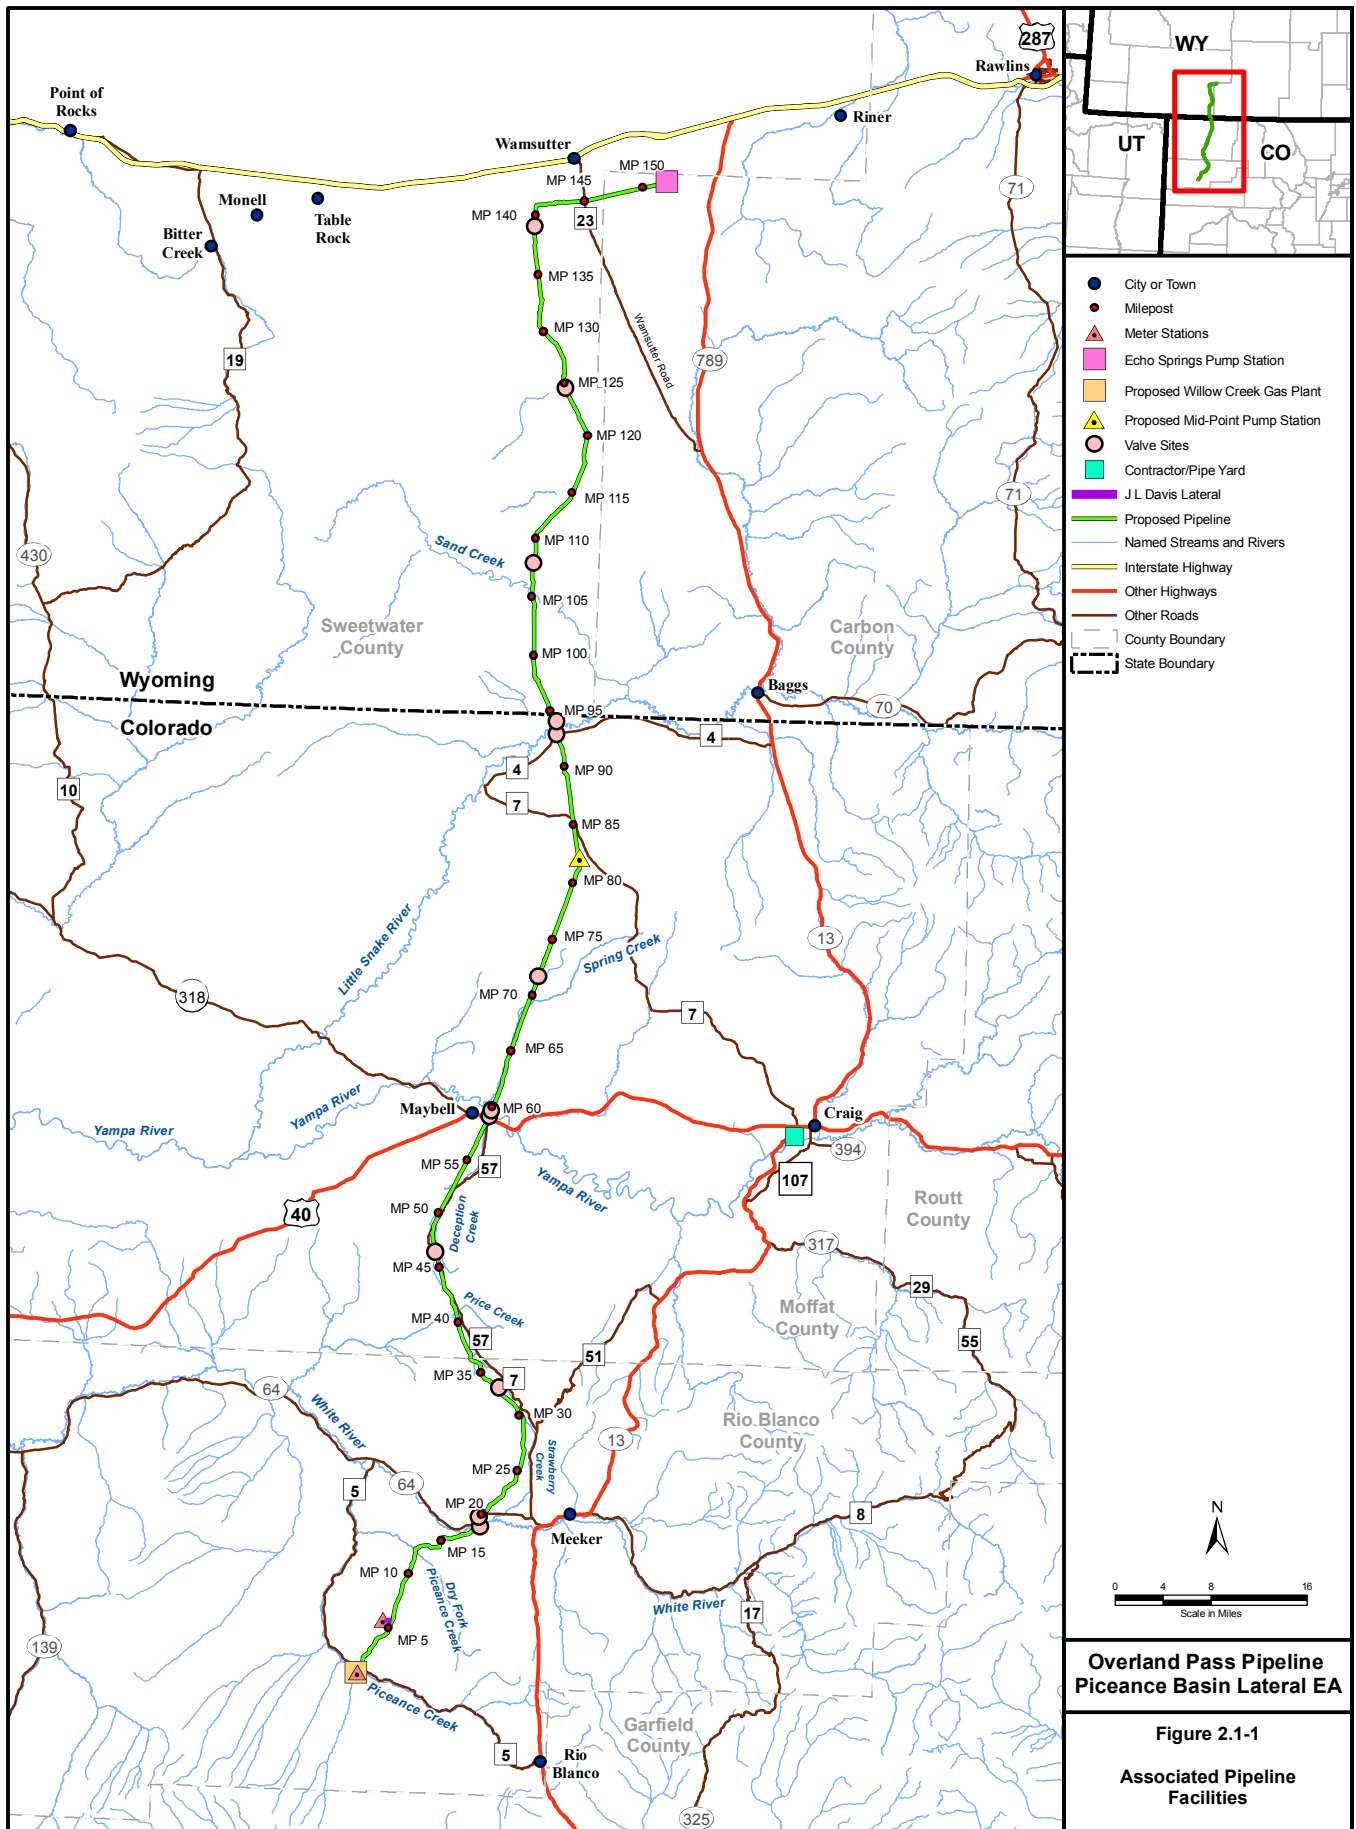 287
Rawlins
Point of
Rocks
Riner
Wamsutter
MP 150
MP 145
71
Monell
Table
Rock
MP 140
23
Bitter
Creek
MP 135
Wamsutter Road
MP 130
19
789
MP 125
MP 120
MP 115
71
MP 110
Sand Creek
430
MP 105
Sweetwater
County
Carbon
County
MP 100
Wyoming
Baggs
70
MP 95
Colorado
4
4
MP 90
10
7
MP 85
MP 80
Little Snake River
13
MP 75
Spring Creek
318
MP 70
7
MP 65
Yampa River
Maybell
MP 60
Craig
Yampa River
394
MP 55
57
Yampa River
107
40
MP 50
Deception
Creek
Routt
County
317
MP 45
29
Price Creek
Moffat
County
MP 40
57
51
55
MP 35
7
64
White River
MP 30
Rio Blanco
County
13
Strawberry
Creek
MP 25
5
64
MP 20
8
Meeker
MP 15
MP 10
Dry Fork
Piceance Creek
White River
17
MP 5
139
Piceance Creek
Garfield
County
5
Rio
Blanco
325
WY
UT
CO
City or Town
Milepost
Meter Stations
Echo Springs Pump Station
Proposed Willow Creek Gas Plant
Proposed Mid-Point Pump Station
Valve Sites
Contractor/Pipe Yard
J L Davis Lateral
Proposed Pipeline
Named Streams and Rivers
Interstate Highway
Other Highways
Other Roads
County Boundary
State Boundary
N
0 4 8 16
Scale in Miles
Overland Pass Pipeline
Piceance Basin Lateral EA
Figure 2.1-1
Associated Pipeline
Facilities